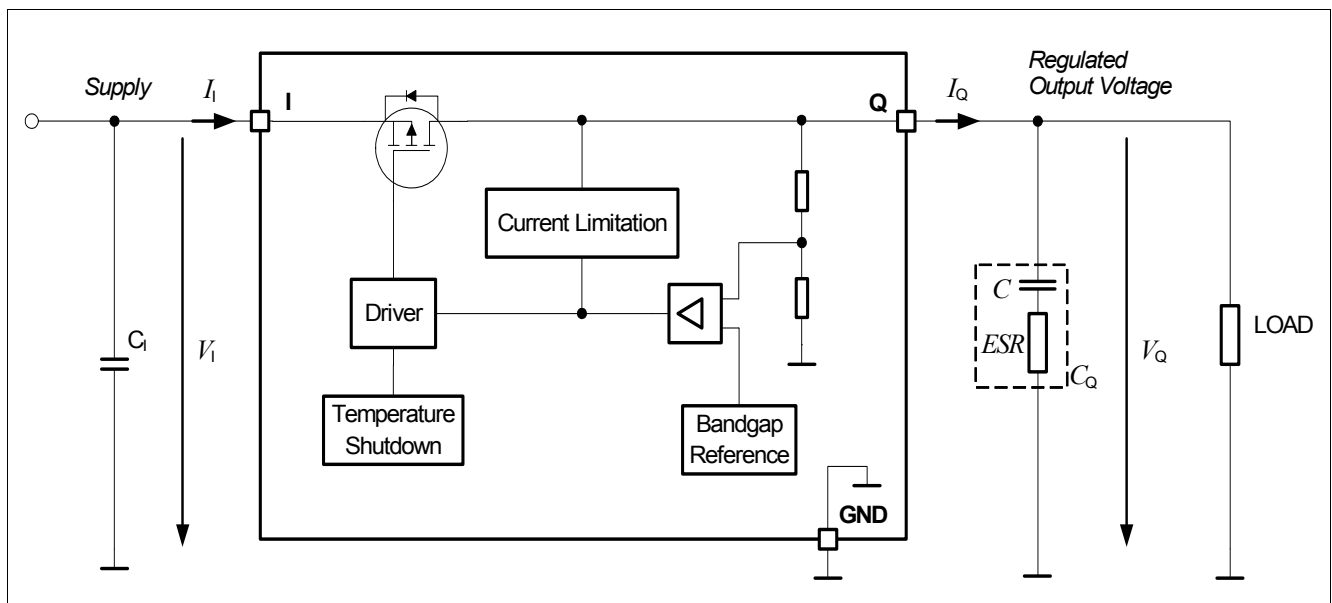 Supply
I_I
I
Q
I_Q
Regulated
Output Voltage
Current Limitation
Driver
C
C_I
V_I
ESR
V_Q
LOAD
C_Q
Temperature
Shutdown
Bandgap
Reference
GND